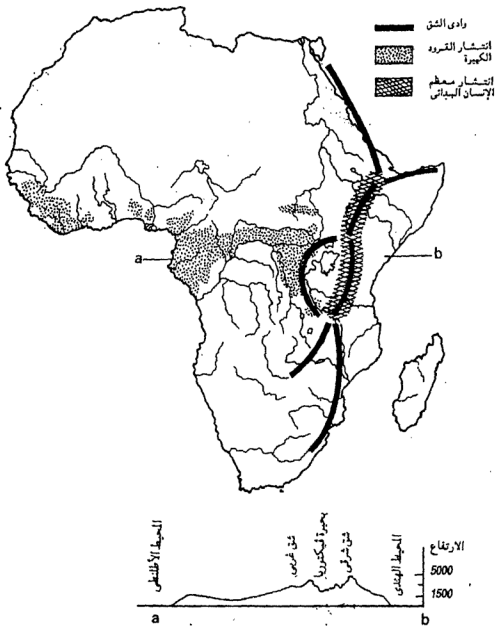 وادى الشق
انتشار القرود
الكبيرة
انتشار معظم
الإنسان البدائى
a
b
المحيط الأطلنطى
شق غربى
بحيرة ليكتوريا
شق شرقى
المحيط الهندى
الارتفاع
5000
1500
a
b